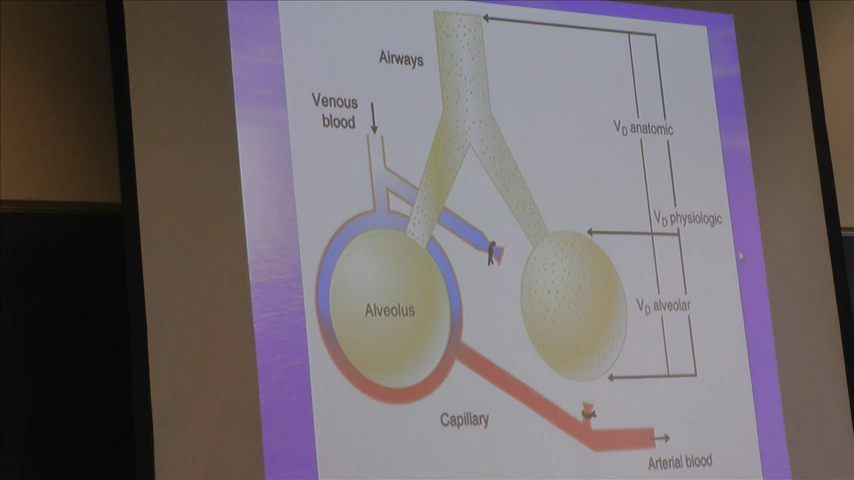 Airways
Venous
blood
V_D anatomic
V_D physiologic
V_D alveolar
Alveolus
Capillary
Arterial blood